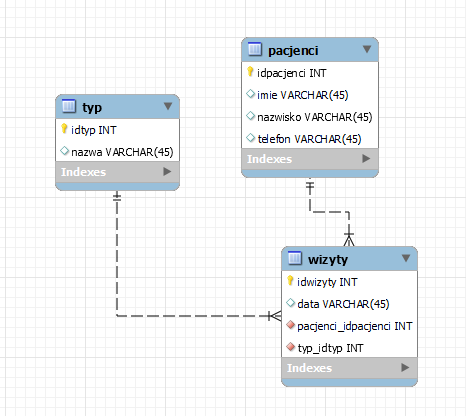 pacjenci
idpacjenci INT
imie VARCHAR(45)
nazwisko VARCHAR(45)
telefon VARCHAR(45)
Indexes
typ
idtyp INT
nazwa VARCHAR(45)
Indexes
wizyty
idwizyty INT
data VARCHAR(45)
pacjenci_idpacjenci INT
typ_idtyp INT
Indexes